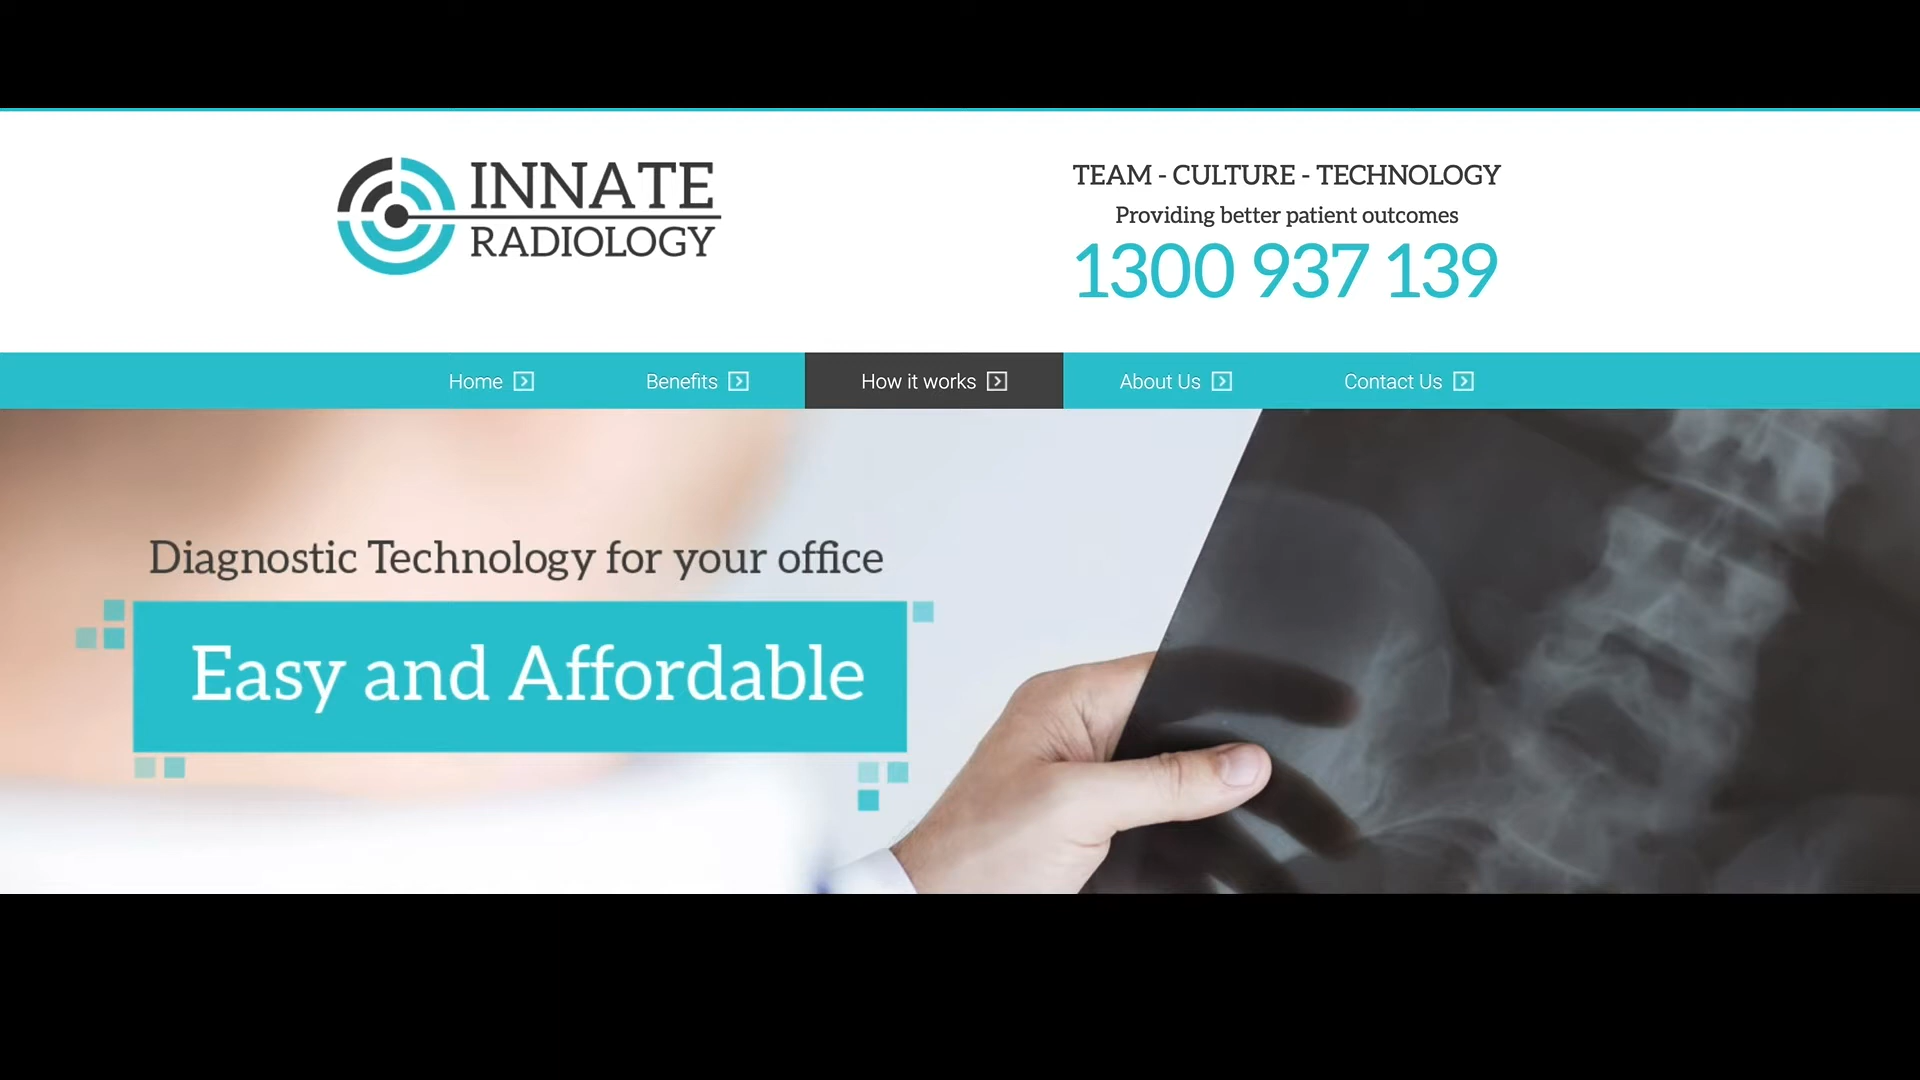 INNATE
RADIOLOGY
TEAM - CULTURE - TECHNOLOGY
Providing better patient outcomes
1300 937 139
Home
Benefits
How it works
About Us
Contact Us
Diagnostic Technology for your office
Easy and Affordable